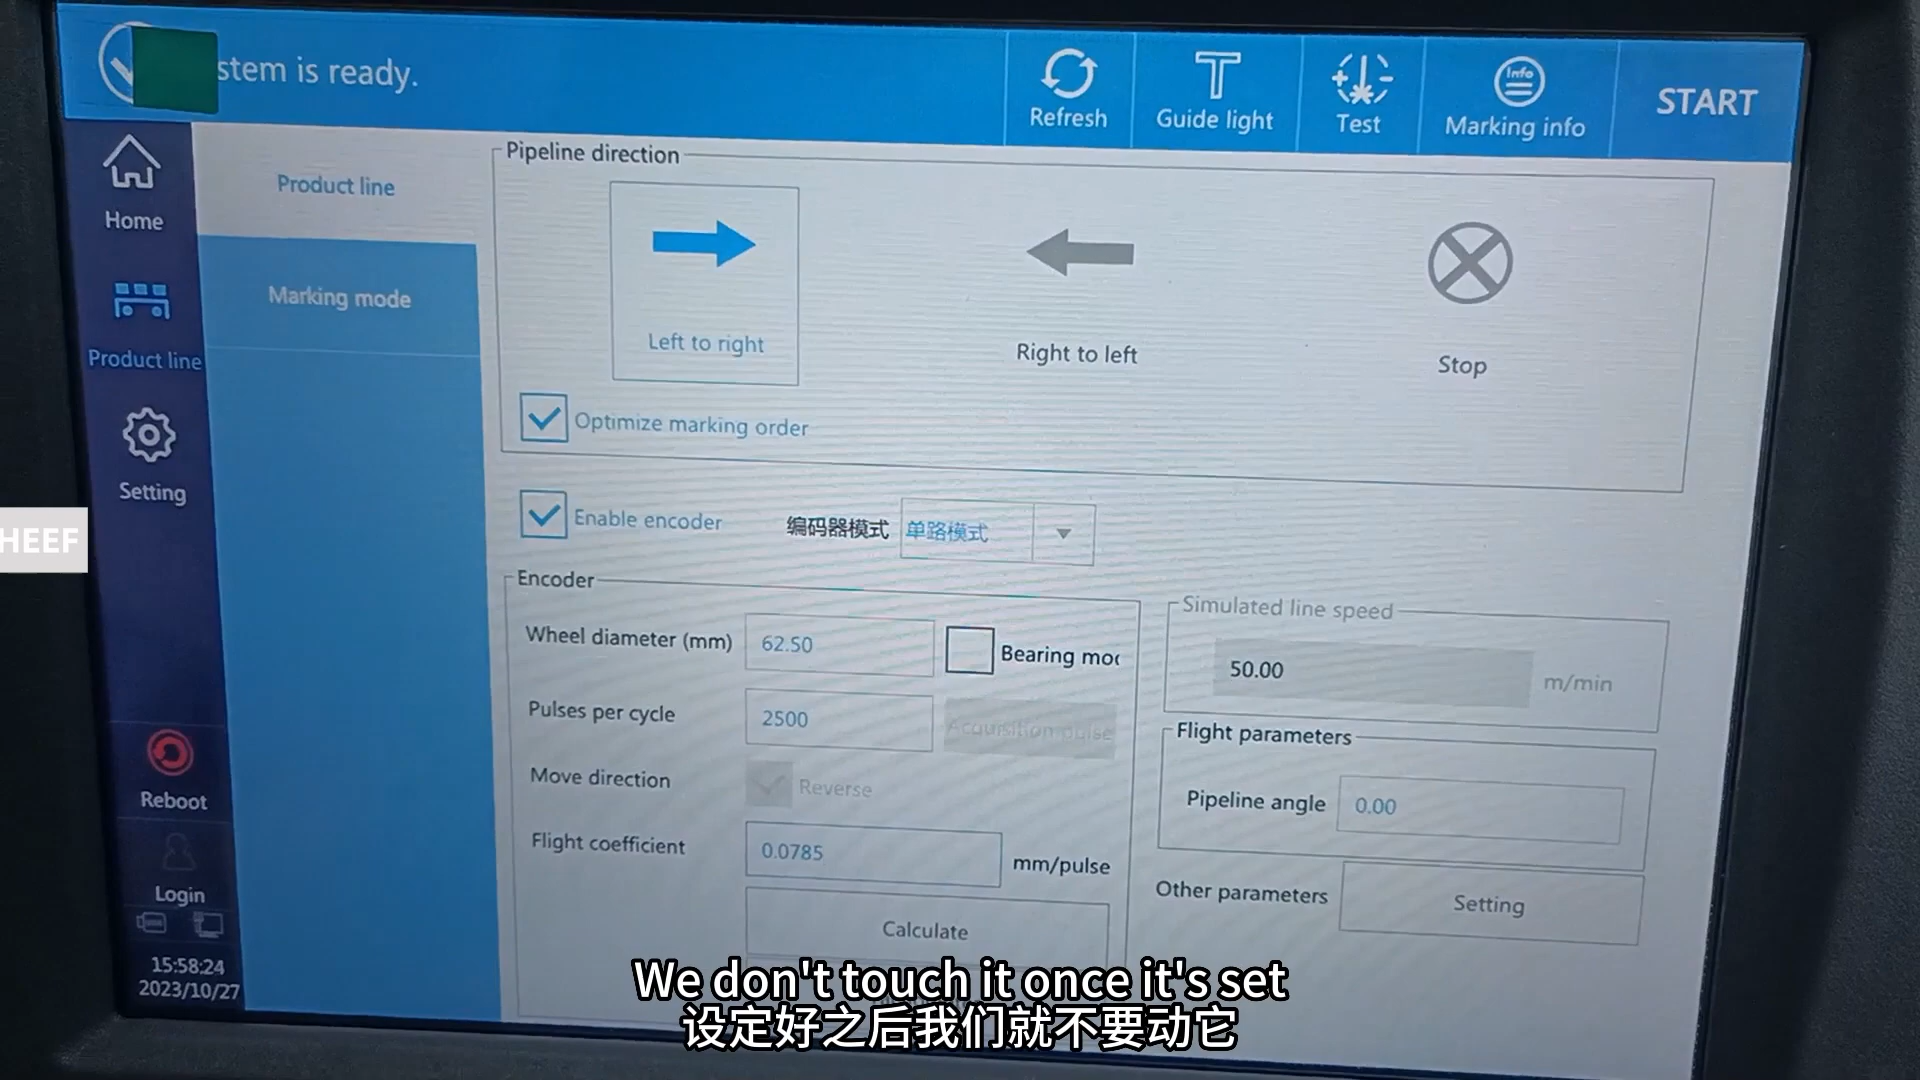 stem is ready.
Refresh
Guide light
Test
Info
Marking info
START
Home
Product line
Setting
Reboot
Login
15:58:24
2023/10/27
Product line
Marking mode
Pipeline direction
Left to right
Right to left
Stop
Optimize marking order
Enable encoder
编码器模式
单路模式
Encoder
Wheel diameter (mm)
62.50
Bearing mo
Pulses per cycle
2500
Acquisition pulse
Move direction
Reverse
Flight coefficient
0.0785
mm/pulse
Calculate
Simulated line speed
50.00
m/min
Flight parameters
Pipeline angle
0.00
Other parameters
Setting
HEEF
We don't touch it once it's set
设定好之后我们就不要动它